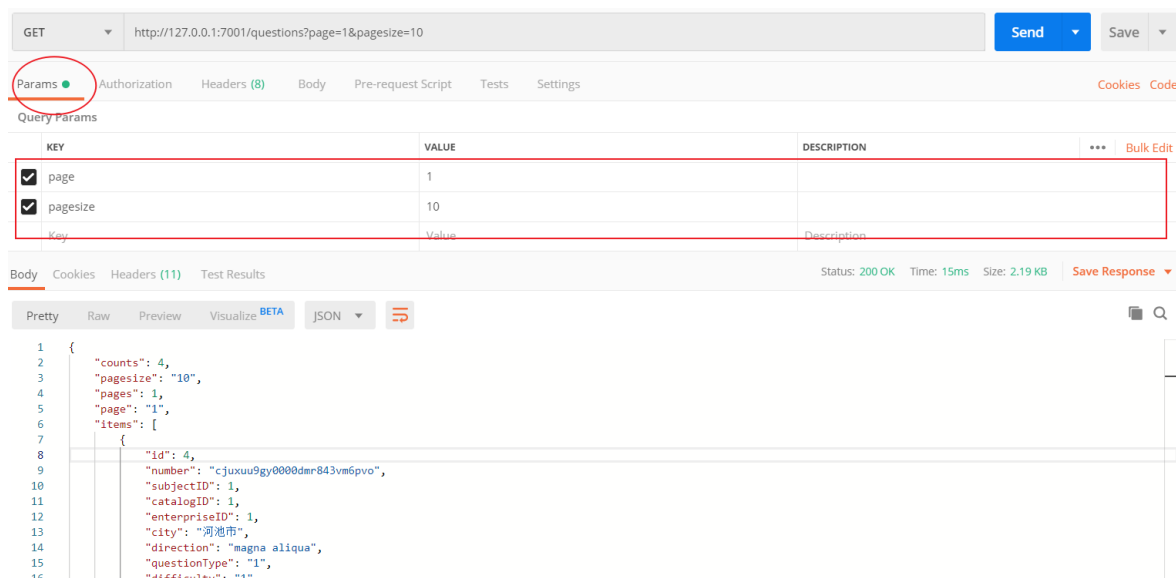 GET http://127.0.0.1:7001/questions?page=1&pagesize=10 Send Save
Params Authorization Headers (8) Body Pre-request Script Tests Settings Cookies Code
Query Params
KEY VALUE DESCRIPTION ••• Bulk Edit
page 1
pagesize 10
Key Value Description
Body Cookies Headers (11) Test Results Status: 200 OK Time: 15ms Size: 2.19 KB Save Response
Pretty Raw Preview Visualize BETA JSON
1 {
2 "counts": 4,
3 "pagesize": "10",
4 "pages": 1,
5 "page": "1",
6 "items": [
7 {
8 "id": 4,
9 "number": "cjuxuu9gy0000dmr843vm6pvo",
10 "subjectID": 1,
11 "catalogID": 1,
12 "enterpriseID": 1,
13 "city": "河池市",
14 "direction": "magna aliqua",
15 "questionType": "1",
16 "difficulty": "1"